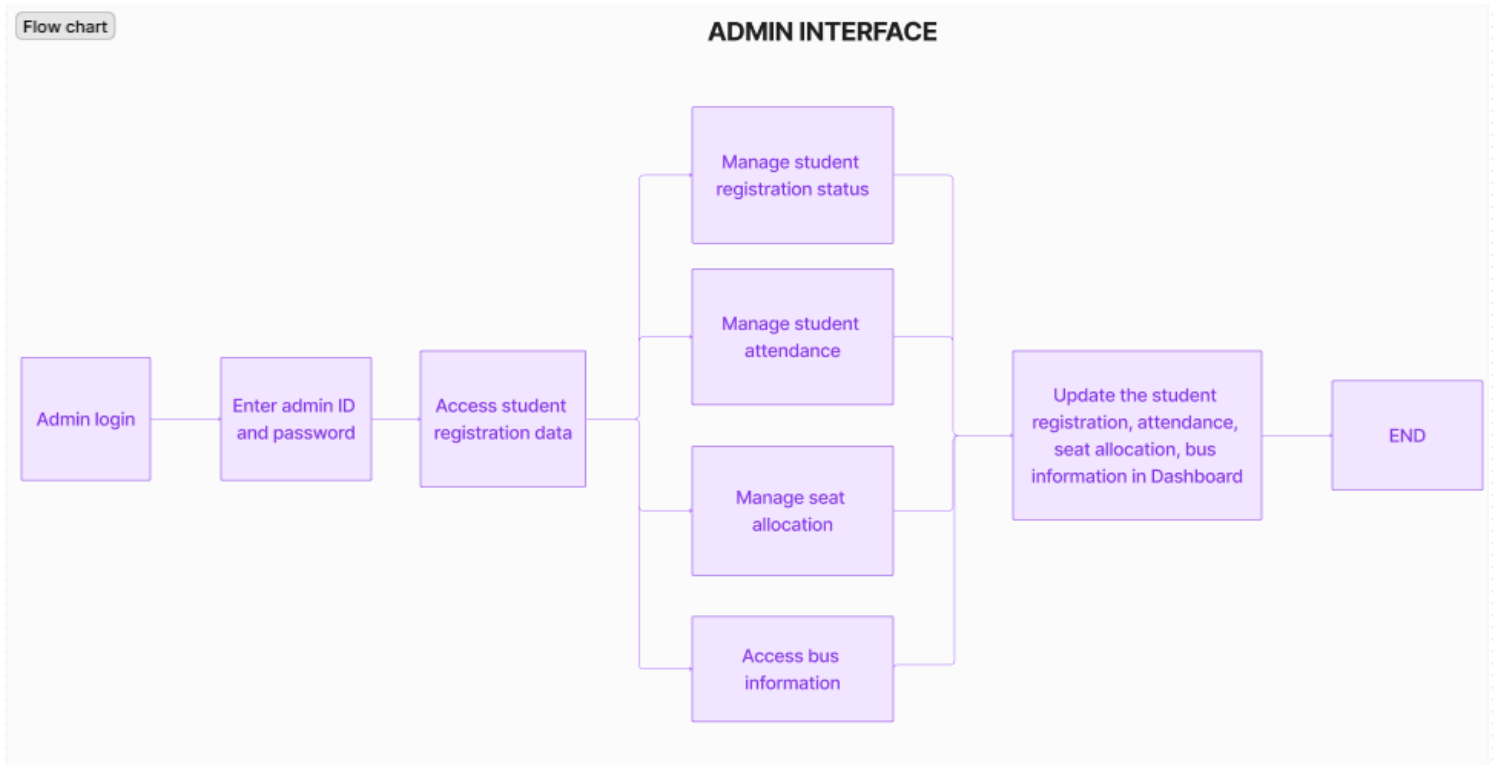 Flow chart
ADMIN INTERFACE
Admin login
Enter admin ID
and password
Access student
registration data
Manage student
registration status
Manage student
attendance
Manage seat
allocation
Access bus
information
Update the student
registration, attendance,
seat allocation, bus
information in Dashboard
END